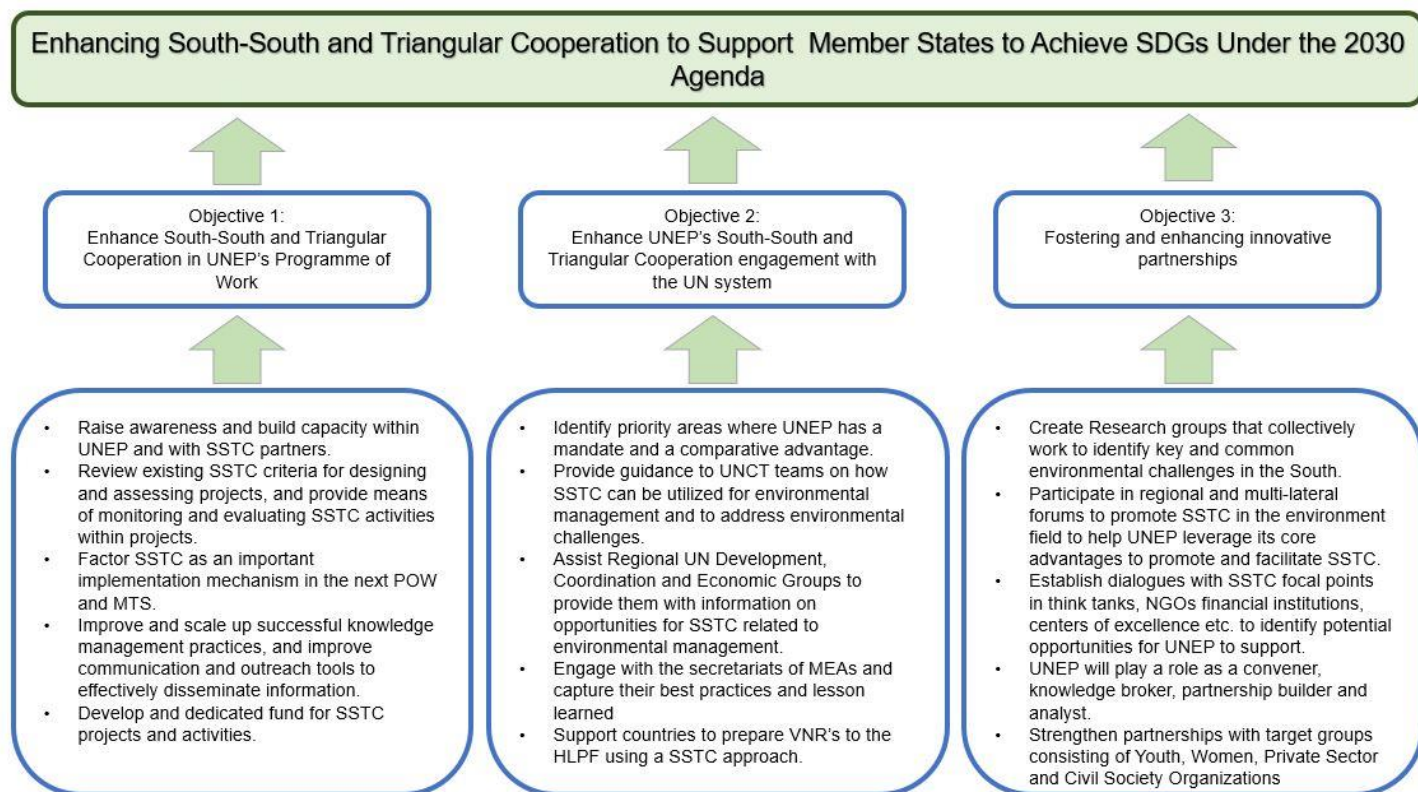 Enhancing South-South and Triangular Cooperation to Support Member States to Achieve SDGs Under the 2030
Agenda
Objective 1:
Enhance South-South and Triangular
Cooperation in UNEP's Programme of
Work
Objective 2:
Enhance UNEP's South-South and
Triangular Cooperation engagement with
the UN system
Objective 3:
Fostering and enhancing innovative
partnerships
• Raise awareness and build capacity within
UNEP and with SSTC partners.
• Review existing SSTC criteria for designing
and assessing projects, and provide means
of monitoring and evaluating SSTC activities
within projects.
• Factor SSTC as an important
implementation mechanism in the next POW
and MTS.
• Improve and scale up successful knowledge
management practices, and improve
communication and outreach tools to
effectively disseminate information.
• Develop and dedicated fund for SSTC
projects and activities.
• Identify priority areas where UNEP has a
mandate and a comparative advantage.
• Provide guidance to UNCT teams on how
SSTC can be utilized for environmental
management and to address environmental
challenges.
• Assist Regional UN Development,
Coordination and Economic Groups to
provide them with information on
opportunities for SSTC related to
environmental management.
• Engage with the secretariats of MEAs and
capture their best practices and lesson
learned
• Support countries to prepare VNR's to the
HLPF using a SSTC approach.
• Create Research groups that collectively
work to identify key and common
environmental challenges in the South.
• Participate in regional and multi-lateral
forums to promote SSTC in the environment
field to help UNEP leverage its core
advantages to promote and facilitate SSTC.
• Establish dialogues with SSTC focal points
in think tanks, NGOs financial institutions,
centers of excellence etc. to identify potential
opportunities for UNEP to support.
• UNEP will play a role as a convener,
knowledge broker, partnership builder and
analyst.
• Strengthen partnerships with target groups
consisting of Youth, Women, Private Sector
and Civil Society Organizations